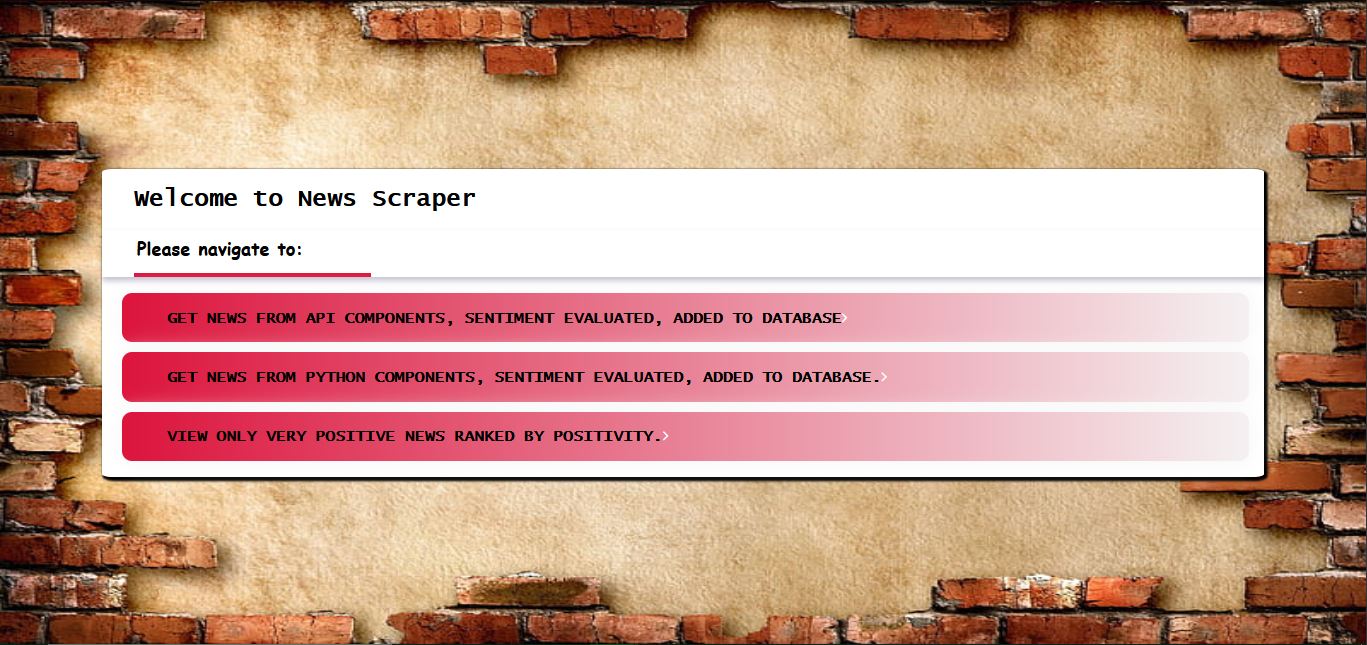 Welcome to News Scraper
Please navigate to:
GET NEWS FROM API COMPONENTS, SENTIMENT EVALUATED, ADDED TO DATABASE>
GET NEWS FROM PYTHON COMPONENTS, SENTIMENT EVALUATED, ADDED TO DATABASE.>
VIEW ONLY VERY POSITIVE NEWS RANKED BY POSITIVITY.>